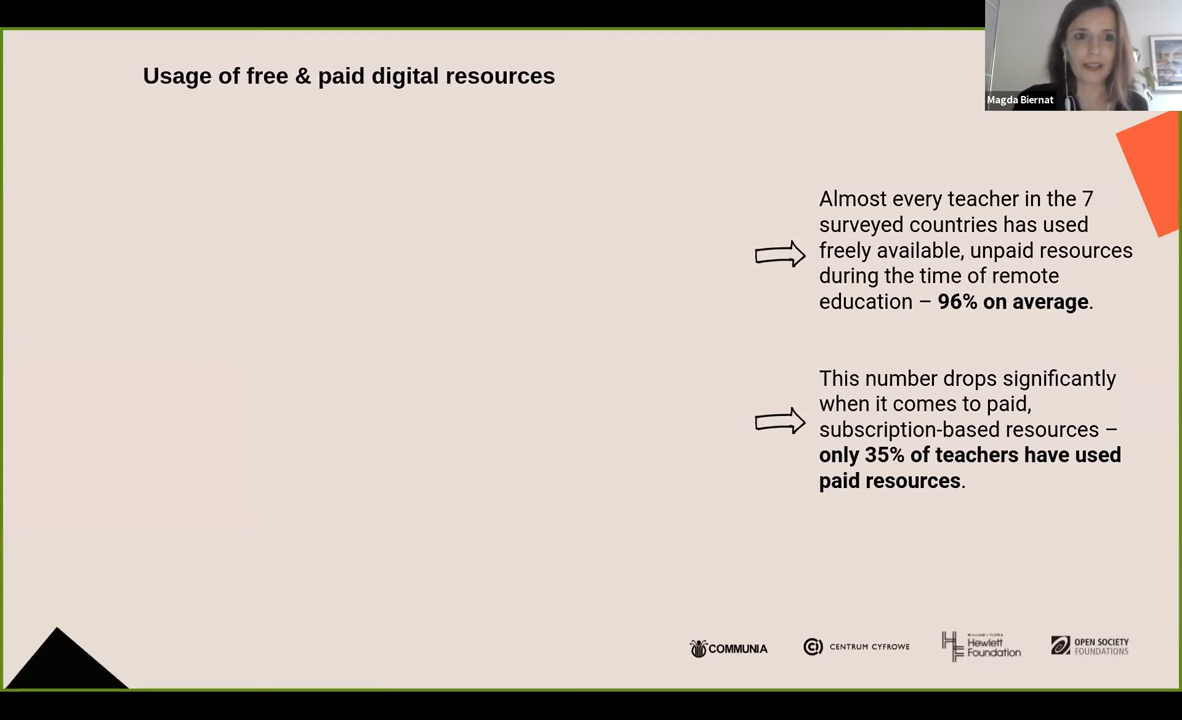 Usage of free & paid digital resources
Magda Biernat
Almost every teacher in the 7
surveyed countries has used
freely available, unpaid resources
during the time of remote
education – 96% on average.
This number drops significantly
when it comes to paid,
subscription-based resources –
only 35% of teachers have used
paid resources.
COMMUNIA
CENTRUM CYFROWE
Hewlett
Foundation
OPEN SOCIETY
FOUNDATIONS